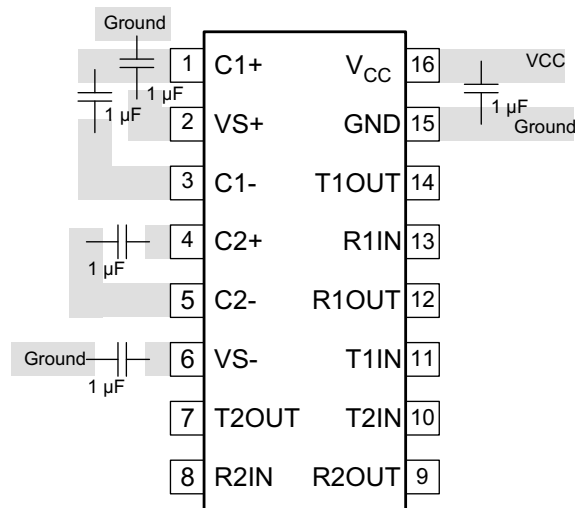 Ground
1 C1+ VCC 16 VCC
1 µF
1 µF
1 µF
2 VS+ GND 15 Ground
3 C1- T1OUT 14
4 C2+ R1IN 13
1 µF
5 C2- R1OUT 12
Ground 6 VS- T1IN 11
1 µF
7 T2OUT T2IN 10
8 R2IN R2OUT 9